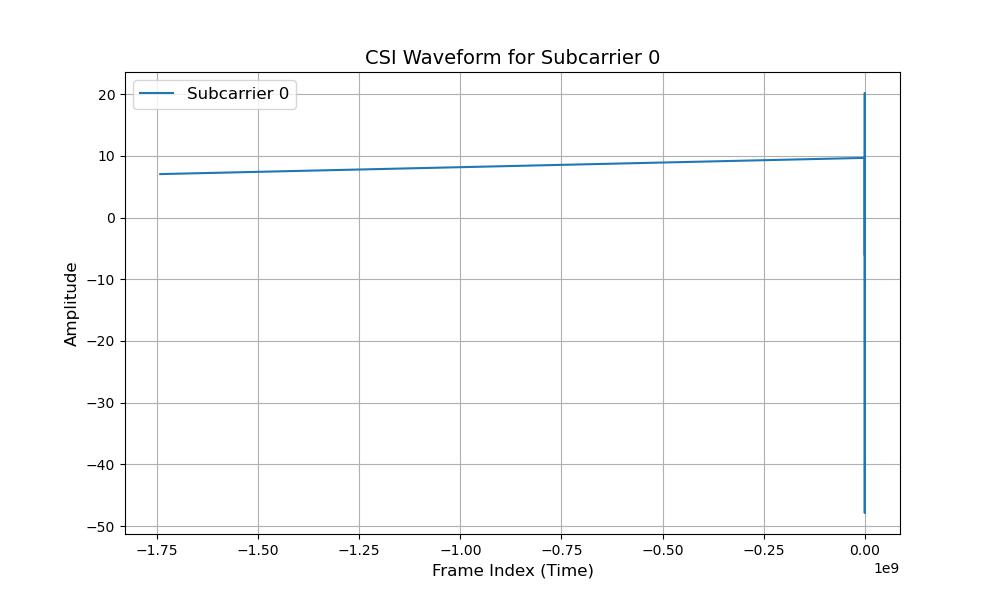 CSI Waveform for Subcarrier 0
Subcarrier 0
20
10
0
−10
−20
−30
−40
−50
Amplitude
−1.75 −1.50 −1.25 −1.00 −0.75 −0.50 −0.25 0.00
1e9
Frame Index (Time)